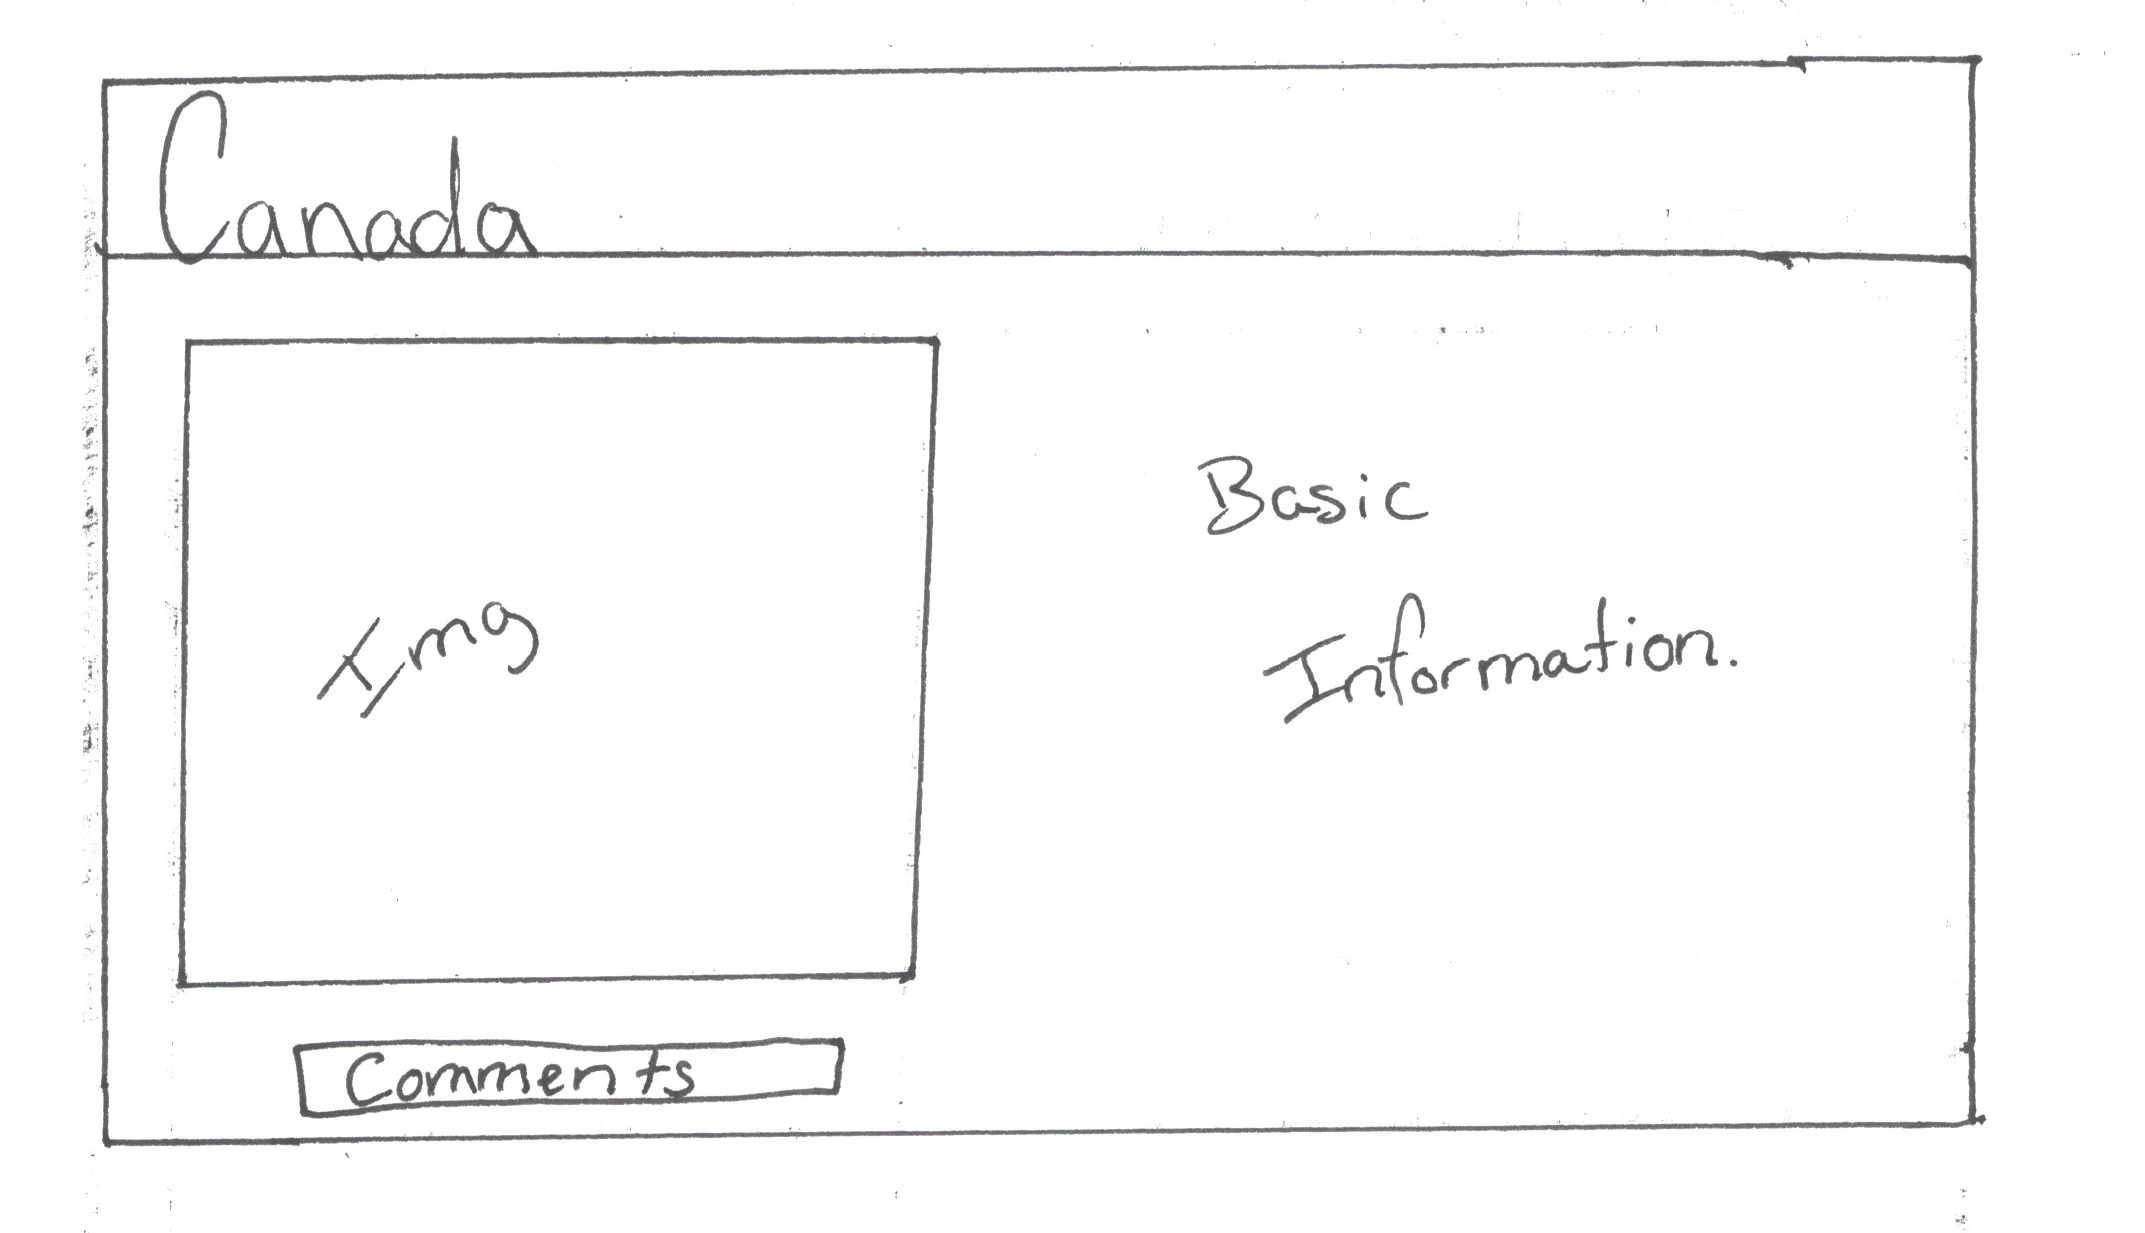 Canada
Img
Basic
Information.
Comments